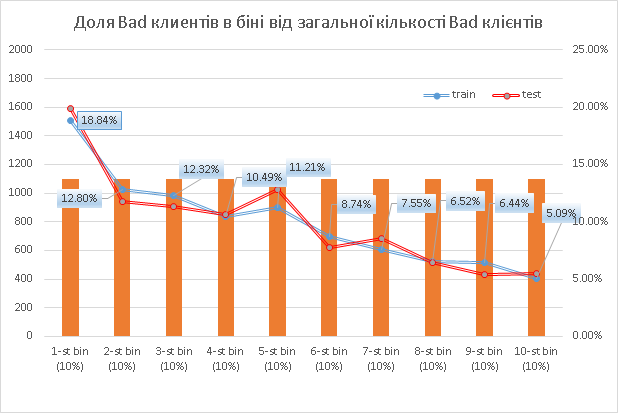 Доля Bad клиентів в біні від загальної кількості Bad клієнтів
2000
1800
1600
1400
1200
1000
800
600
400
200
0
25.00%
20.00%
15.00%
10.00%
5.00%
0.00%
train
test
18.84%
12.80%
12.32%
10.49%
11.21%
8.74%
7.55%
6.52%
6.44%
5.09%
1-st bin
(10%)
2-st bin
(10%)
3-st bin
(10%)
4-st bin
(10%)
5-st bin
(10%)
6-st bin
(10%)
7-st bin
(10%)
8-st bin
(10%)
9-st bin
(10%)
10-st bin
(10%)